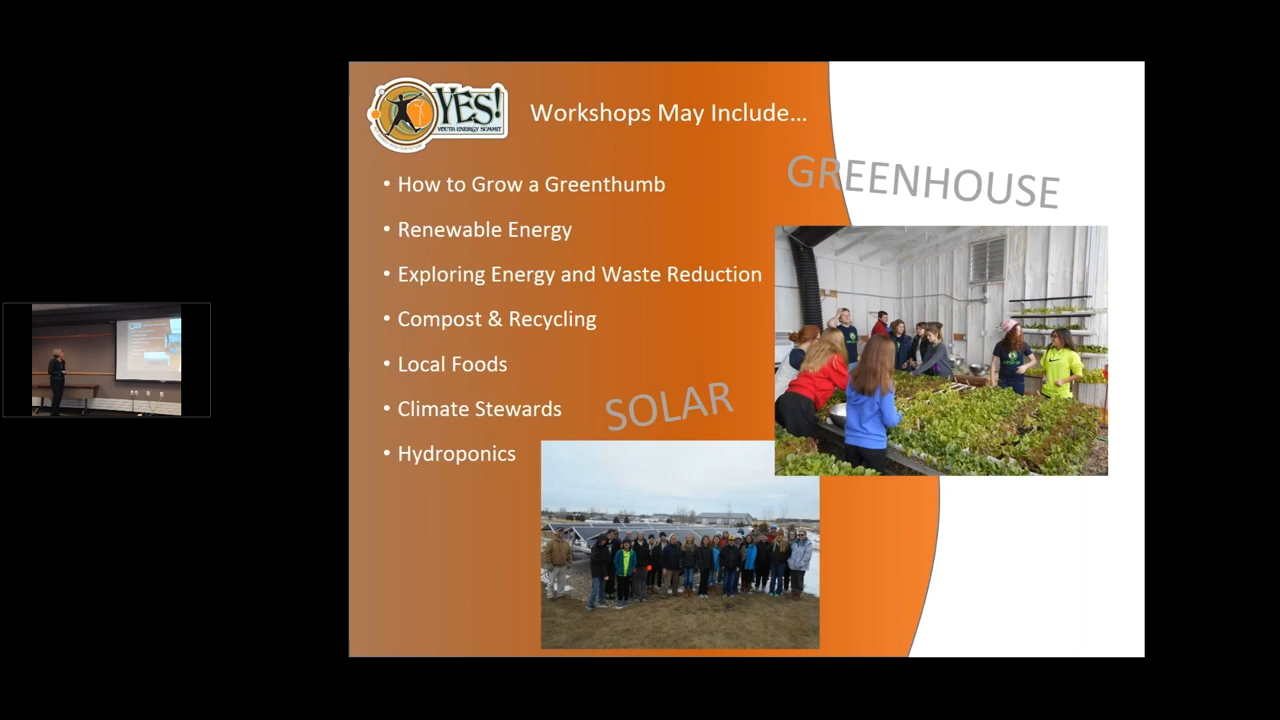 YES!
YOUTH ENERGY SUMMIT
Workshops May Include...
• How to Grow a Greenthumb
• Renewable Energy
• Exploring Energy and Waste Reduction
• Compost & Recycling
• Local Foods
• Climate Stewards
• Hydroponics
GREENHOUSE
SOLAR